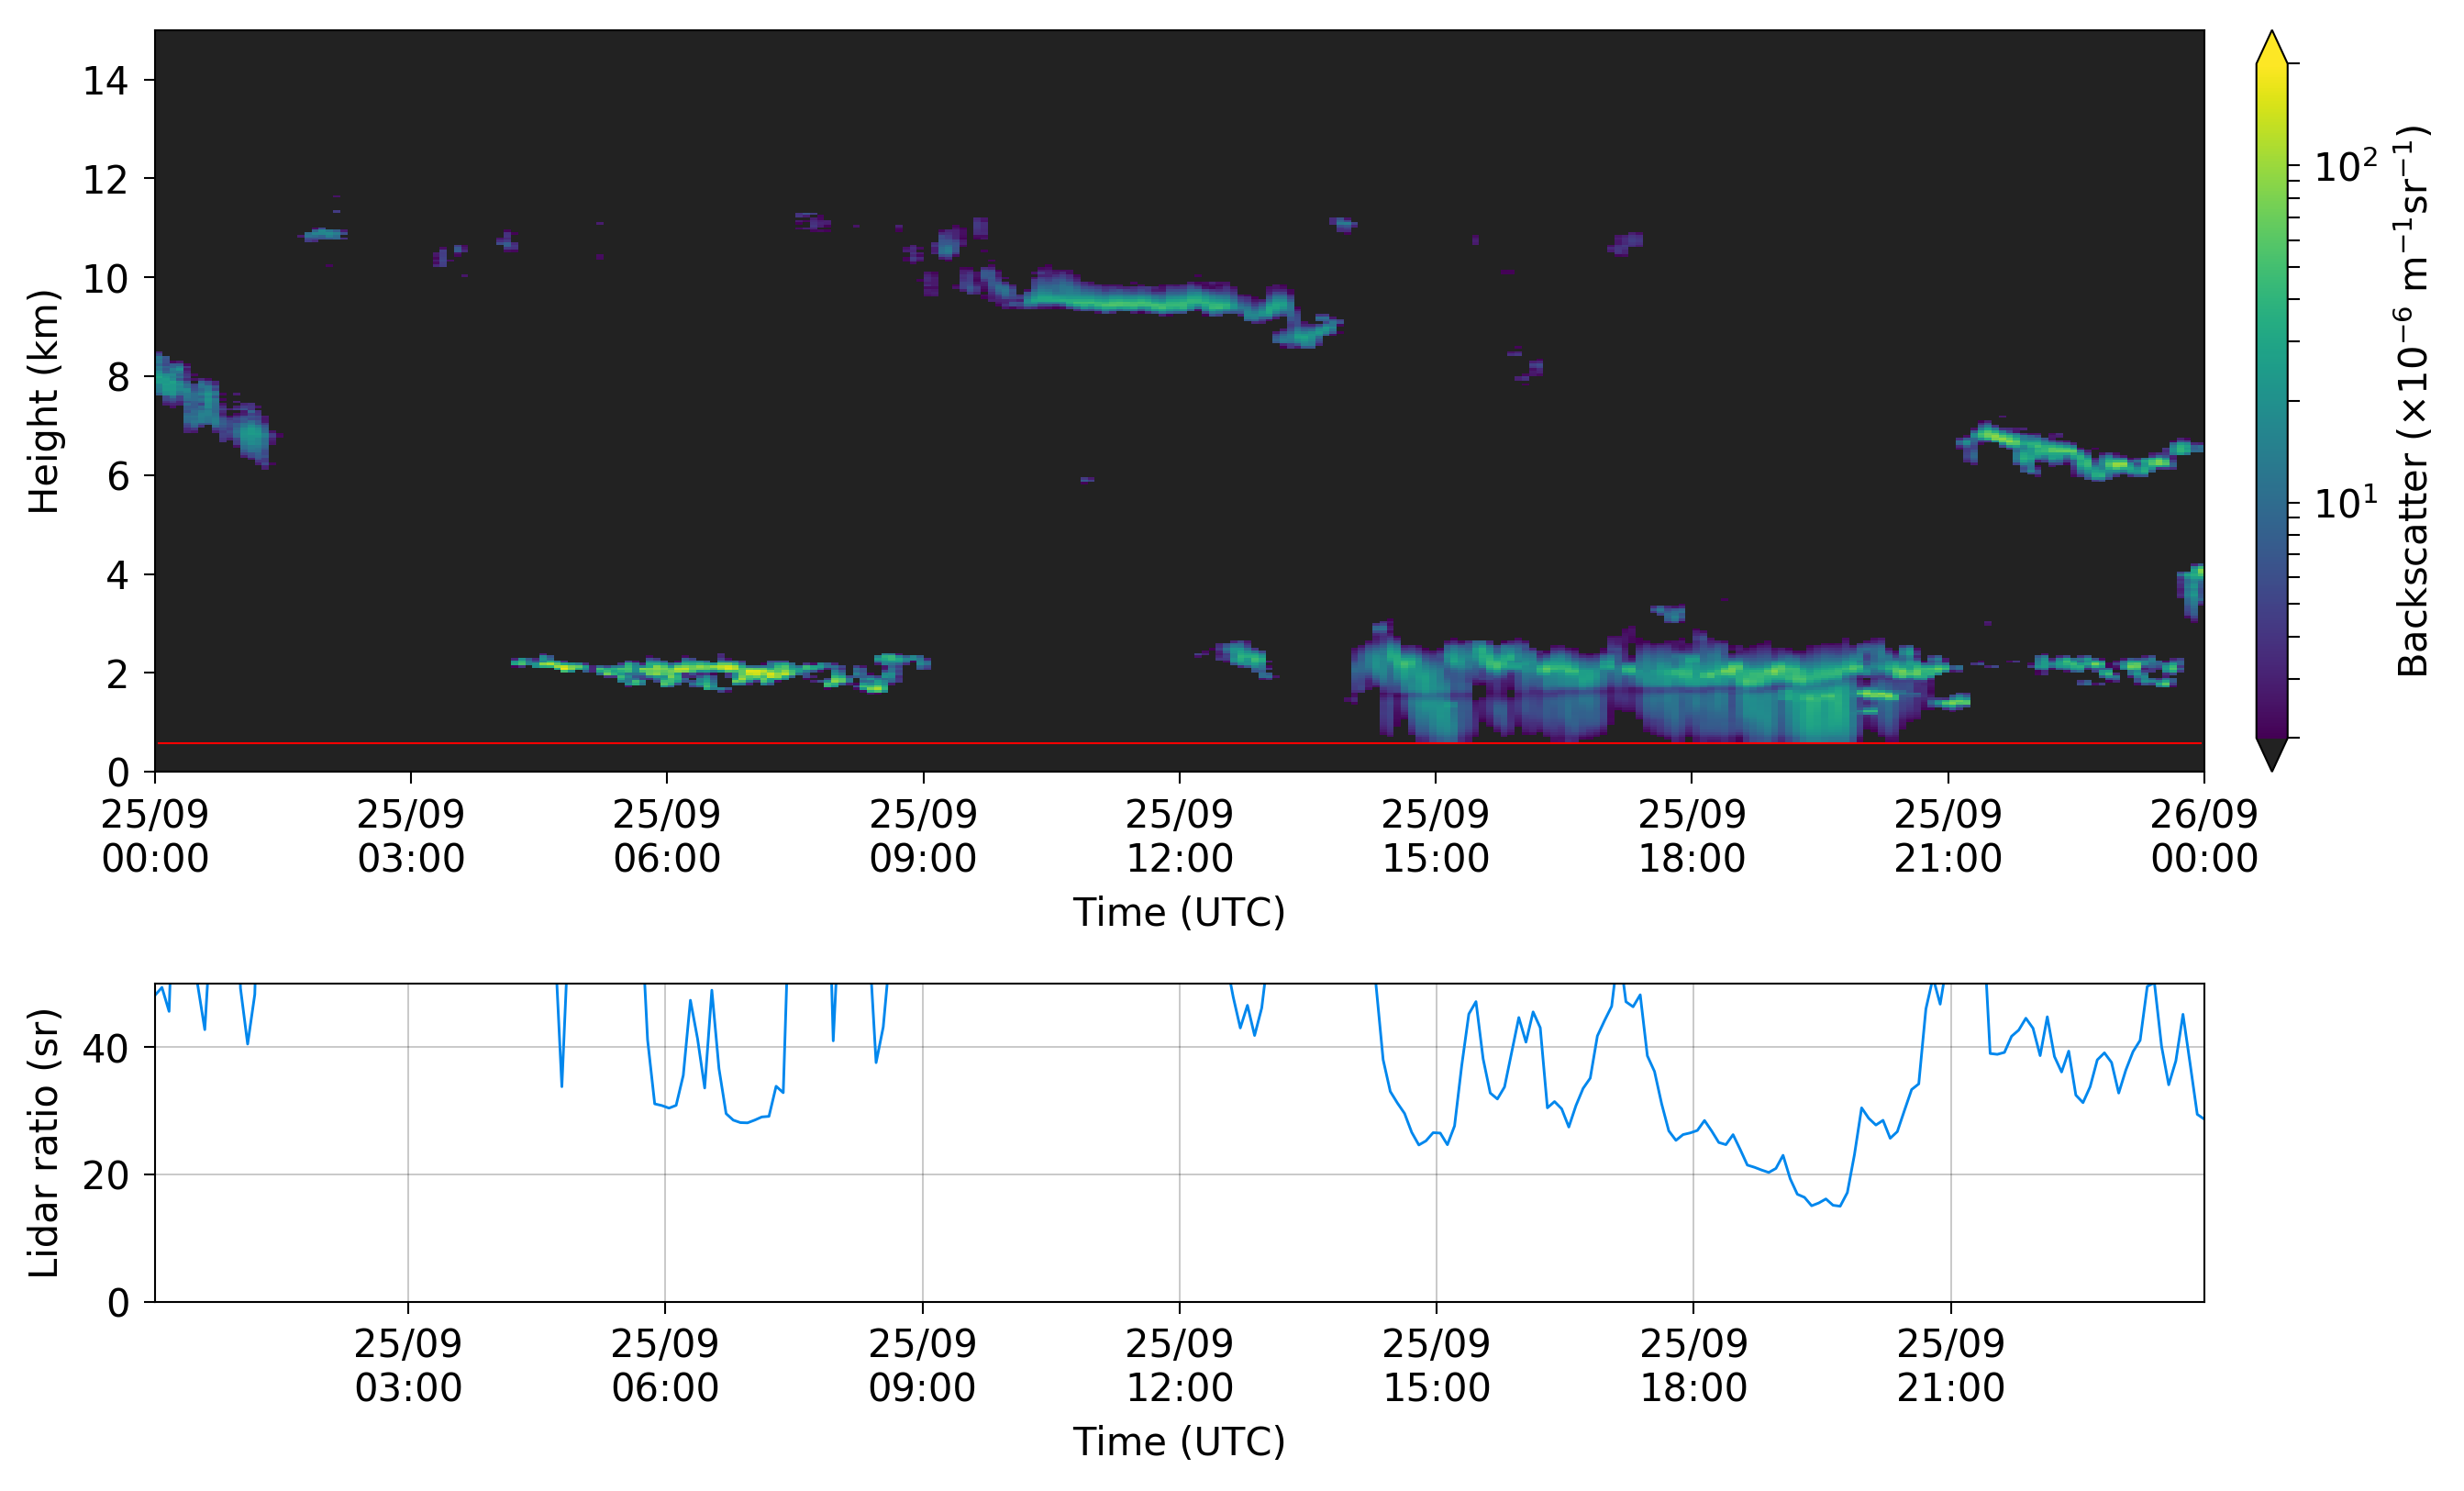 14
12
10
8
6
4
2
0
Height (km)
25/09 25/09 25/09 25/09 25/09 25/09 25/09 25/09 26/09
00:00 03:00 06:00 09:00 12:00 15:00 18:00 21:00 00:00
Time (UTC)
10²
10¹
Backscatter (×10⁻⁶ m⁻¹sr⁻¹)
40
20
0
Lidar ratio (sr)
25/09 25/09 25/09 25/09 25/09 25/09 25/09
03:00 06:00 09:00 12:00 15:00 18:00 21:00
Time (UTC)